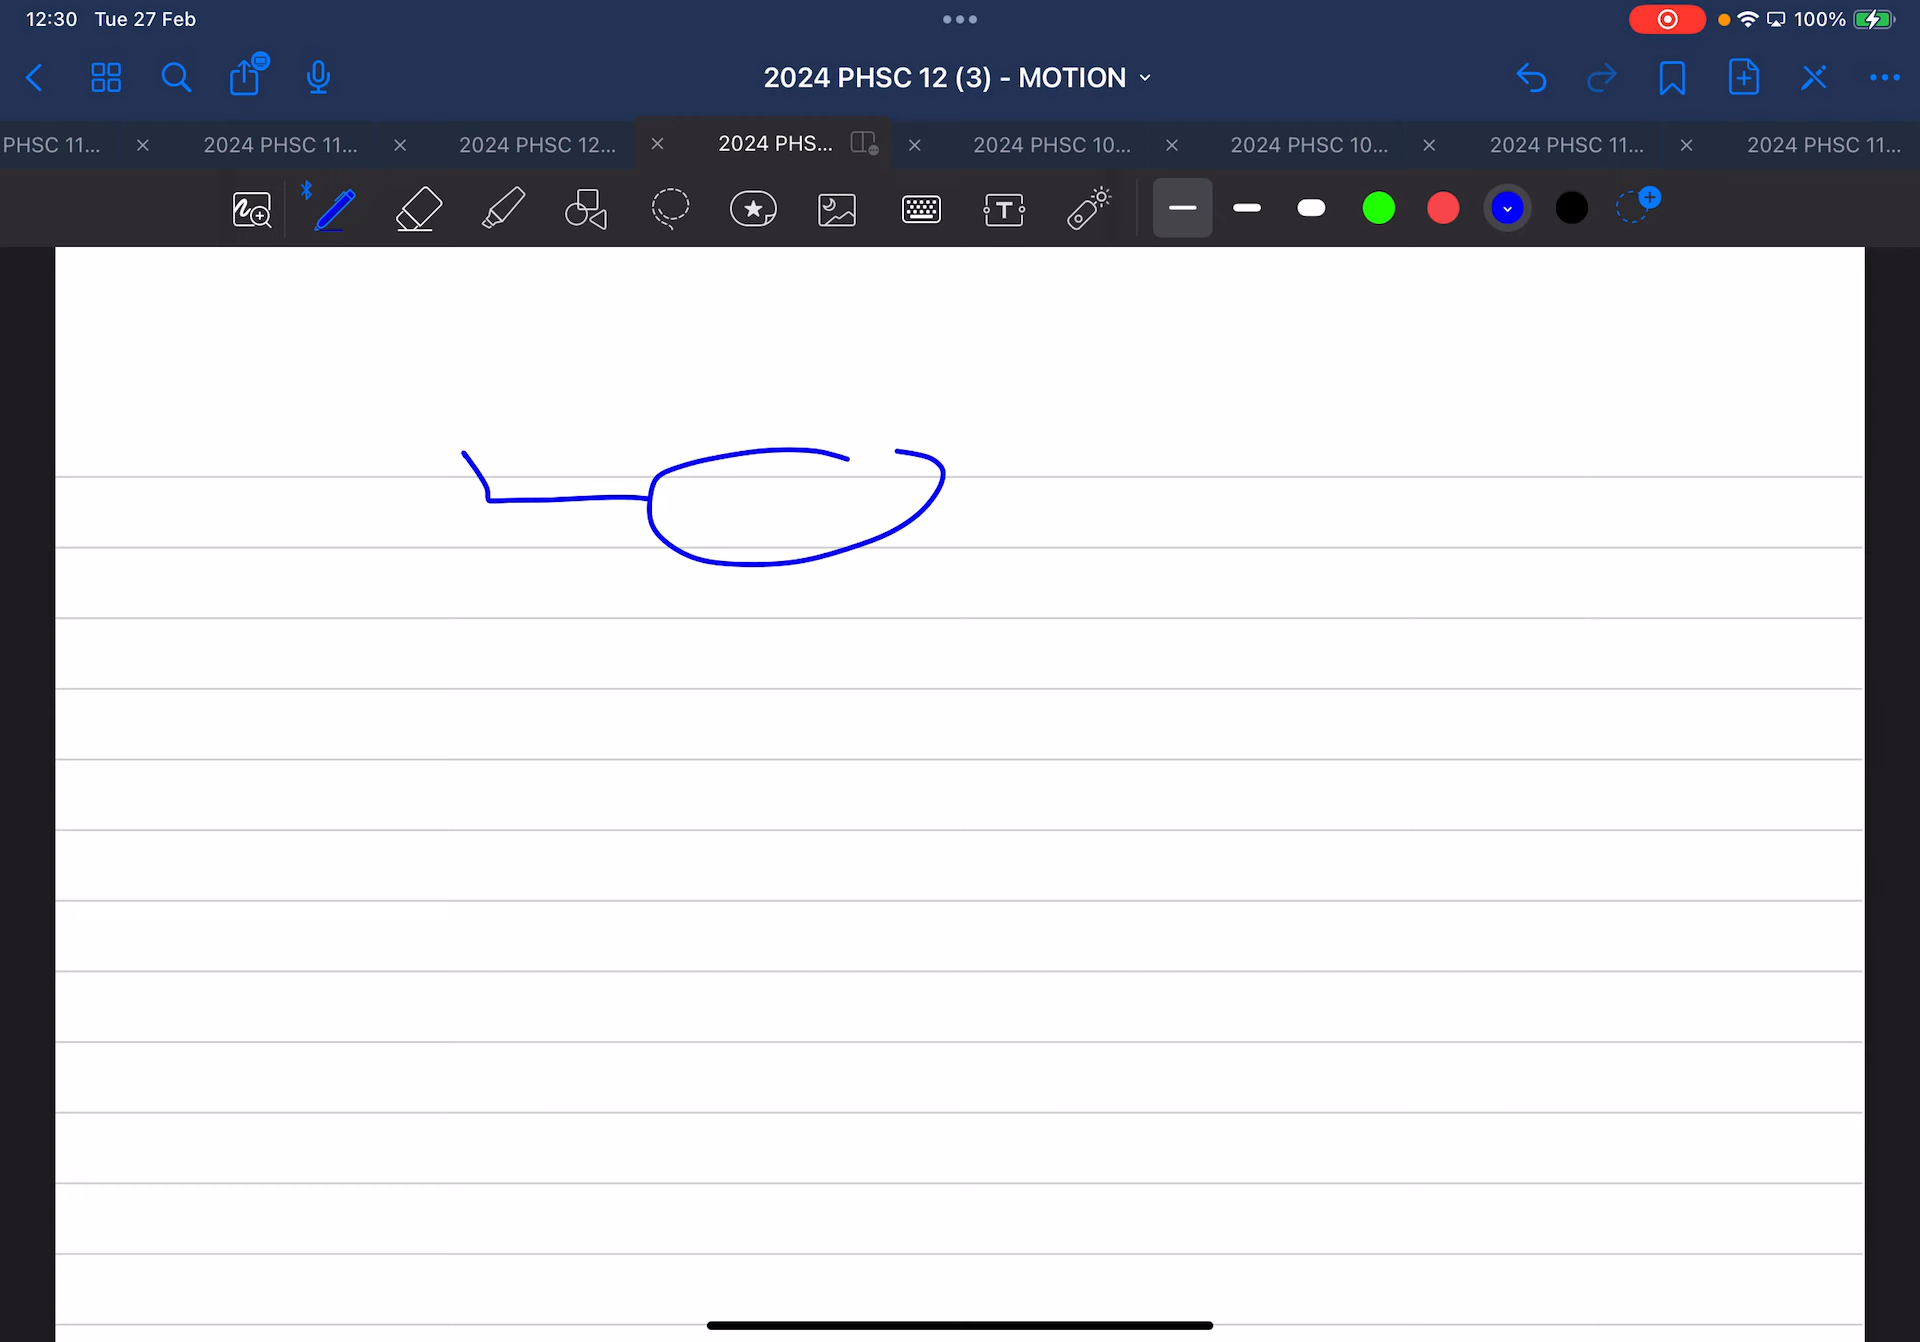 12:30 Tue 27 Feb
100%
2024 PHSC 12 (3) - MOTION
PHSC 11...
2024 PHSC 11...
2024 PHSC 12...
2024 PHS...
2024 PHSC 10...
2024 PHSC 10...
2024 PHSC 11...
2024 PHSC 11...
T